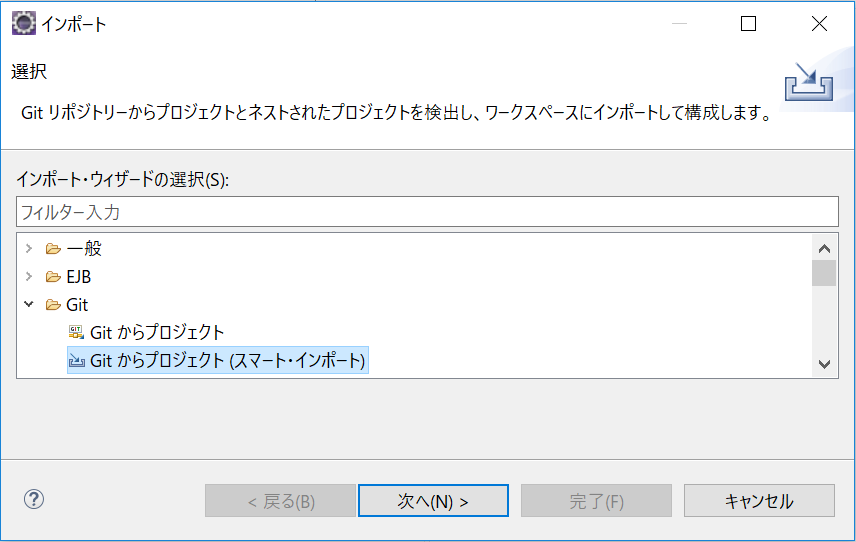 インポート
選択
Git リポジトリーからプロジェクトとネストされたプロジェクトを検出し、ワークスペースにインポートして構成します。
インポート・ウィザードの選択(S):
フィルター入力
一般
EJB
Git
Git からプロジェクト
Git からプロジェクト (スマート・インポート)
< 戻る(B) 次へ(N) > 完了(F) キャンセル